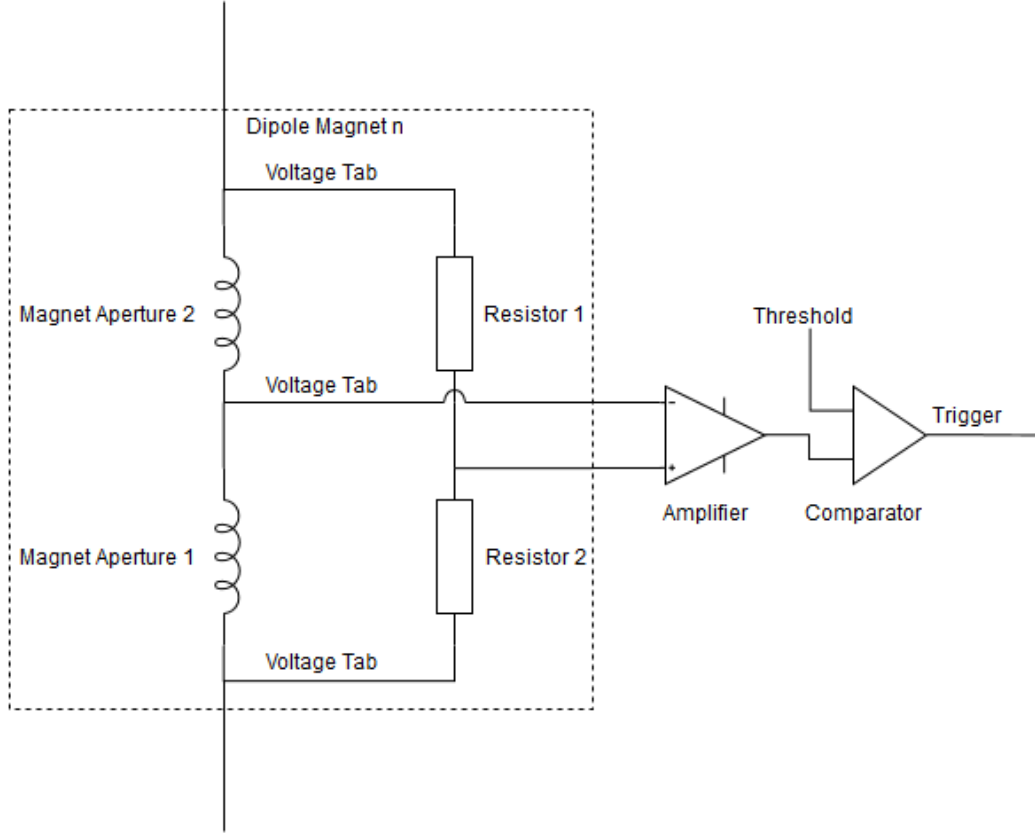 Dipole Magnet n
Voltage Tab
Magnet Aperture 2
Resistor 1
Threshold
Voltage Tab
-
+
Trigger
Amplifier
Comparator
Magnet Aperture 1
Resistor 2
Voltage Tab